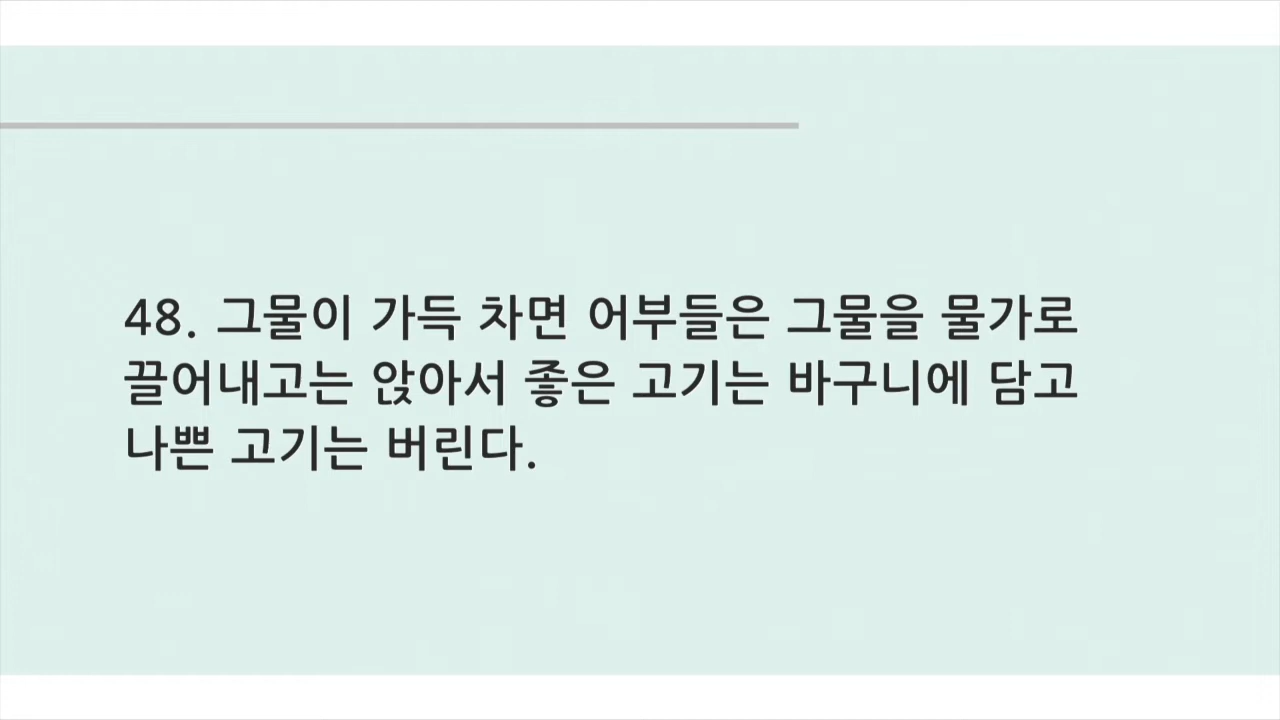 48. 그물이 가득 차면 어부들은 그물을 물가로
끌어내고는 앉아서 좋은 고기는 바구니에 담고
나쁜 고기는 버린다.